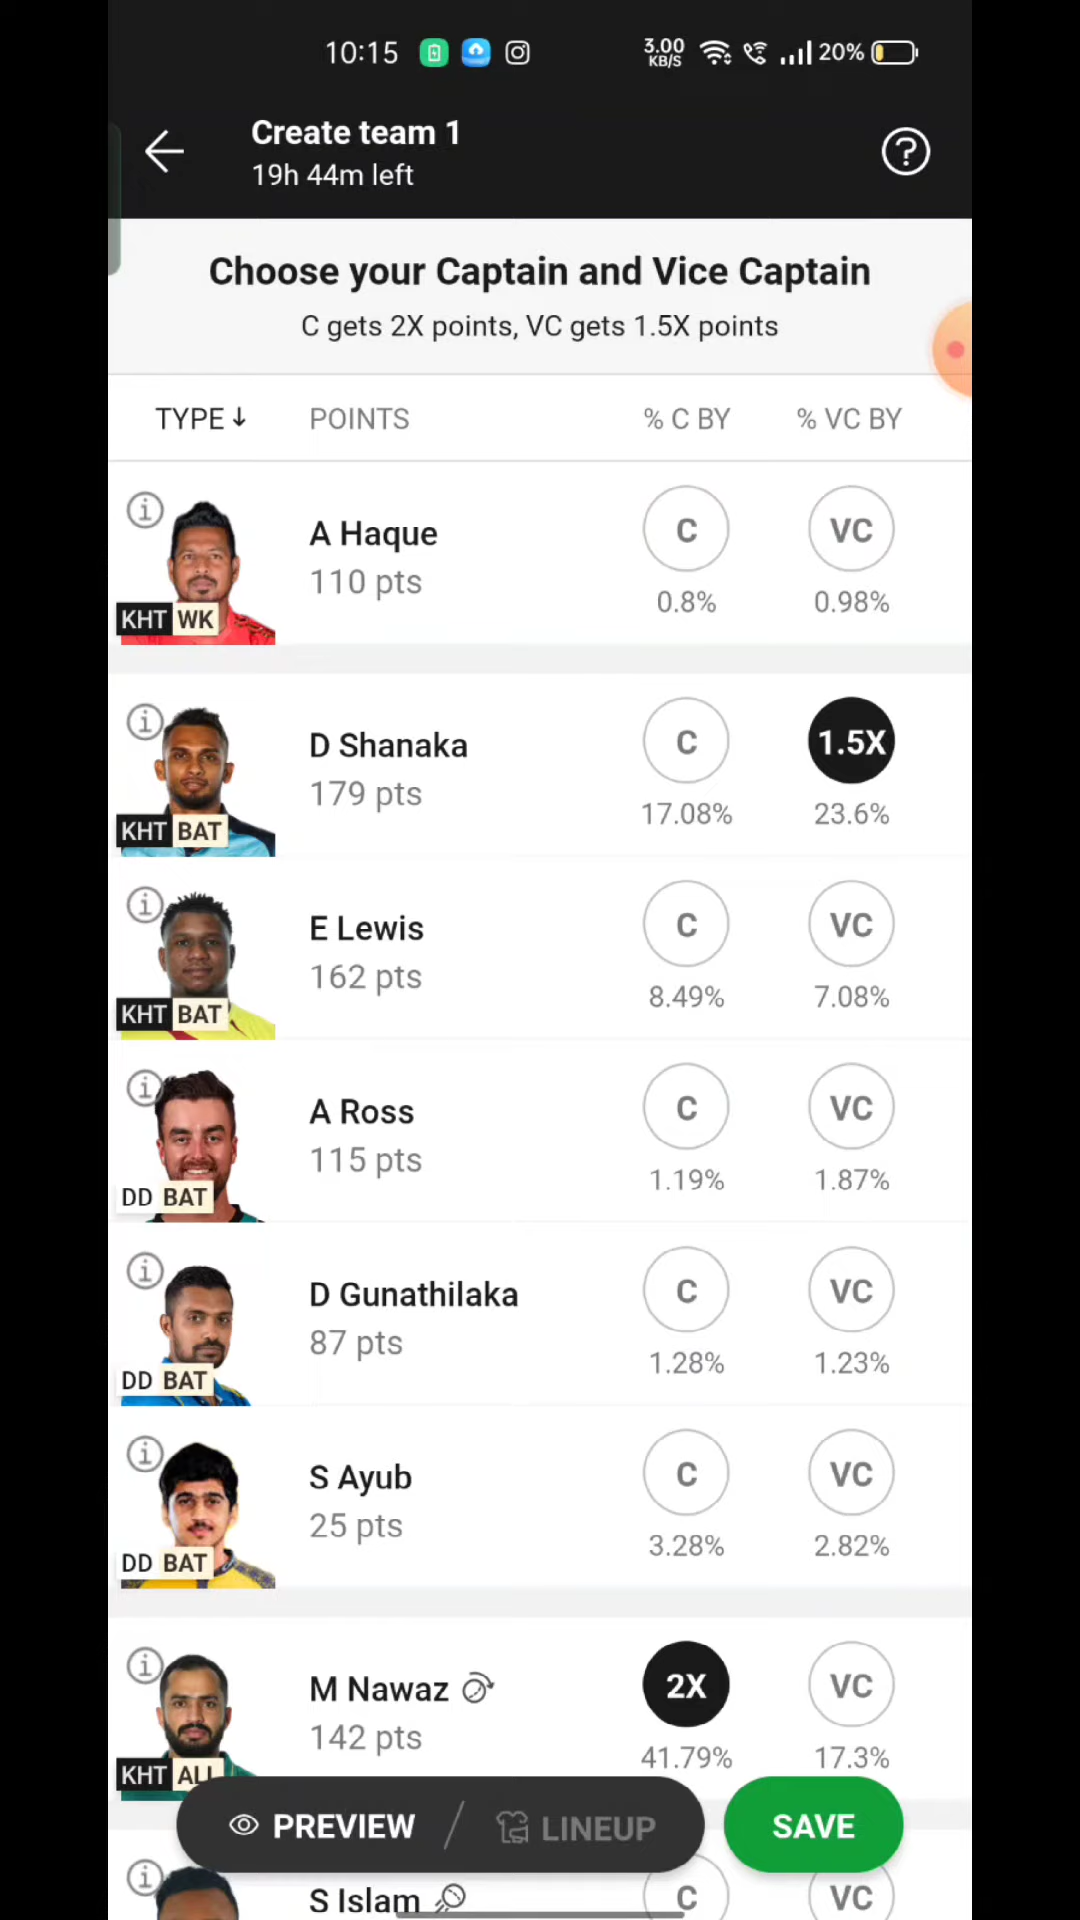 10:15 3.00 KB/S 20%
Create team 1
19h 44m left
Choose your Captain and Vice Captain
C gets 2X points, VC gets 1.5X points
TYPE POINTS % C BY % VC BY
A Haque C VC
110 pts 0.8% 0.98%
KHT WK
D Shanaka C 1.5X
179 pts 17.08% 23.6%
KHT BAT
E Lewis C VC
162 pts 8.49% 7.08%
KHT BAT
A Ross C VC
115 pts 1.19% 1.87%
DD BAT
D Gunathilaka C VC
87 pts 1.28% 1.23%
DD BAT
S Ayub C VC
25 pts 3.28% 2.82%
DD BAT
M Nawaz 2X VC
142 pts 41.79% 17.3%
KHT ALL
PREVIEW / LINEUP SAVE
S Islam C VC